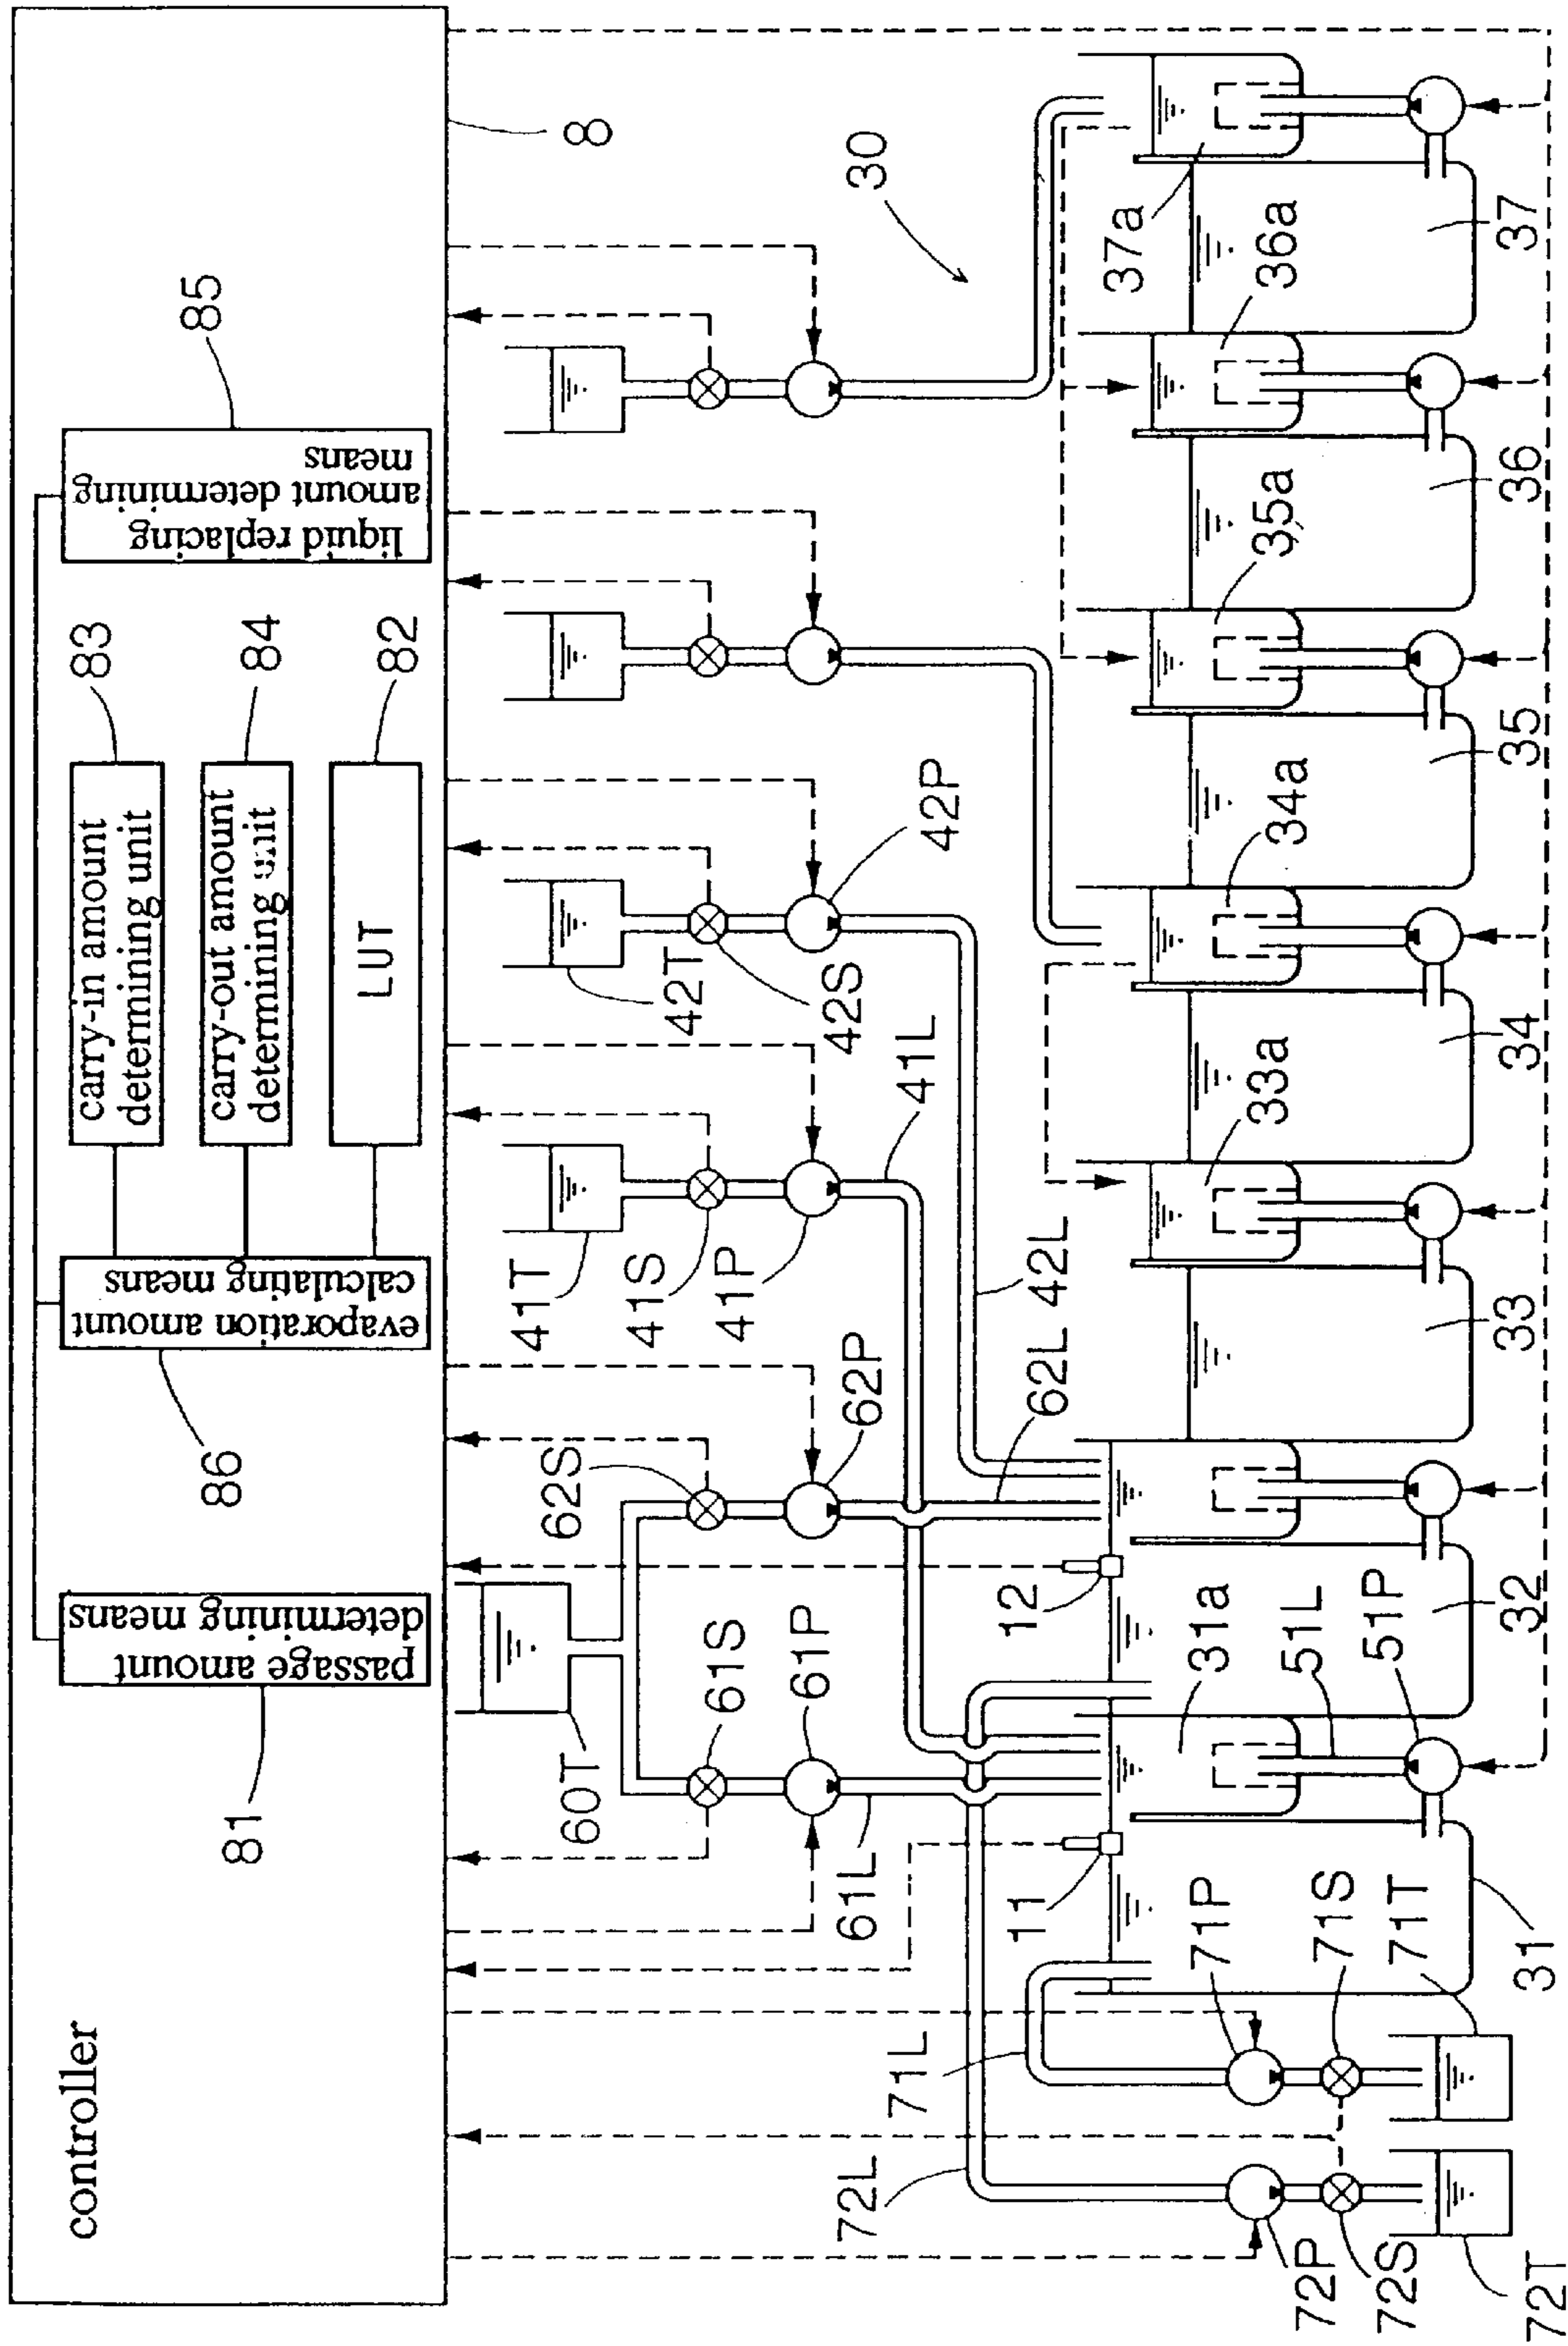 controller
passage amount
determining means
81
evaporation amount
calculating means
86
carry-in amount
determining unit
83
carry-out amount
determining unit
84
LUT
82
liquid replacing
amount determining
means
85
8
30
60T
61S
61P
61L
62S
62P
62L
41T
41S
41P
41L
42T
42S
42P
42L
11
12
31a
33a
34a
35a
36a
37a
51L
51P
71L
71P
71S
71T
72L
72P
72S
72T
31
32
33
34
35
36
37